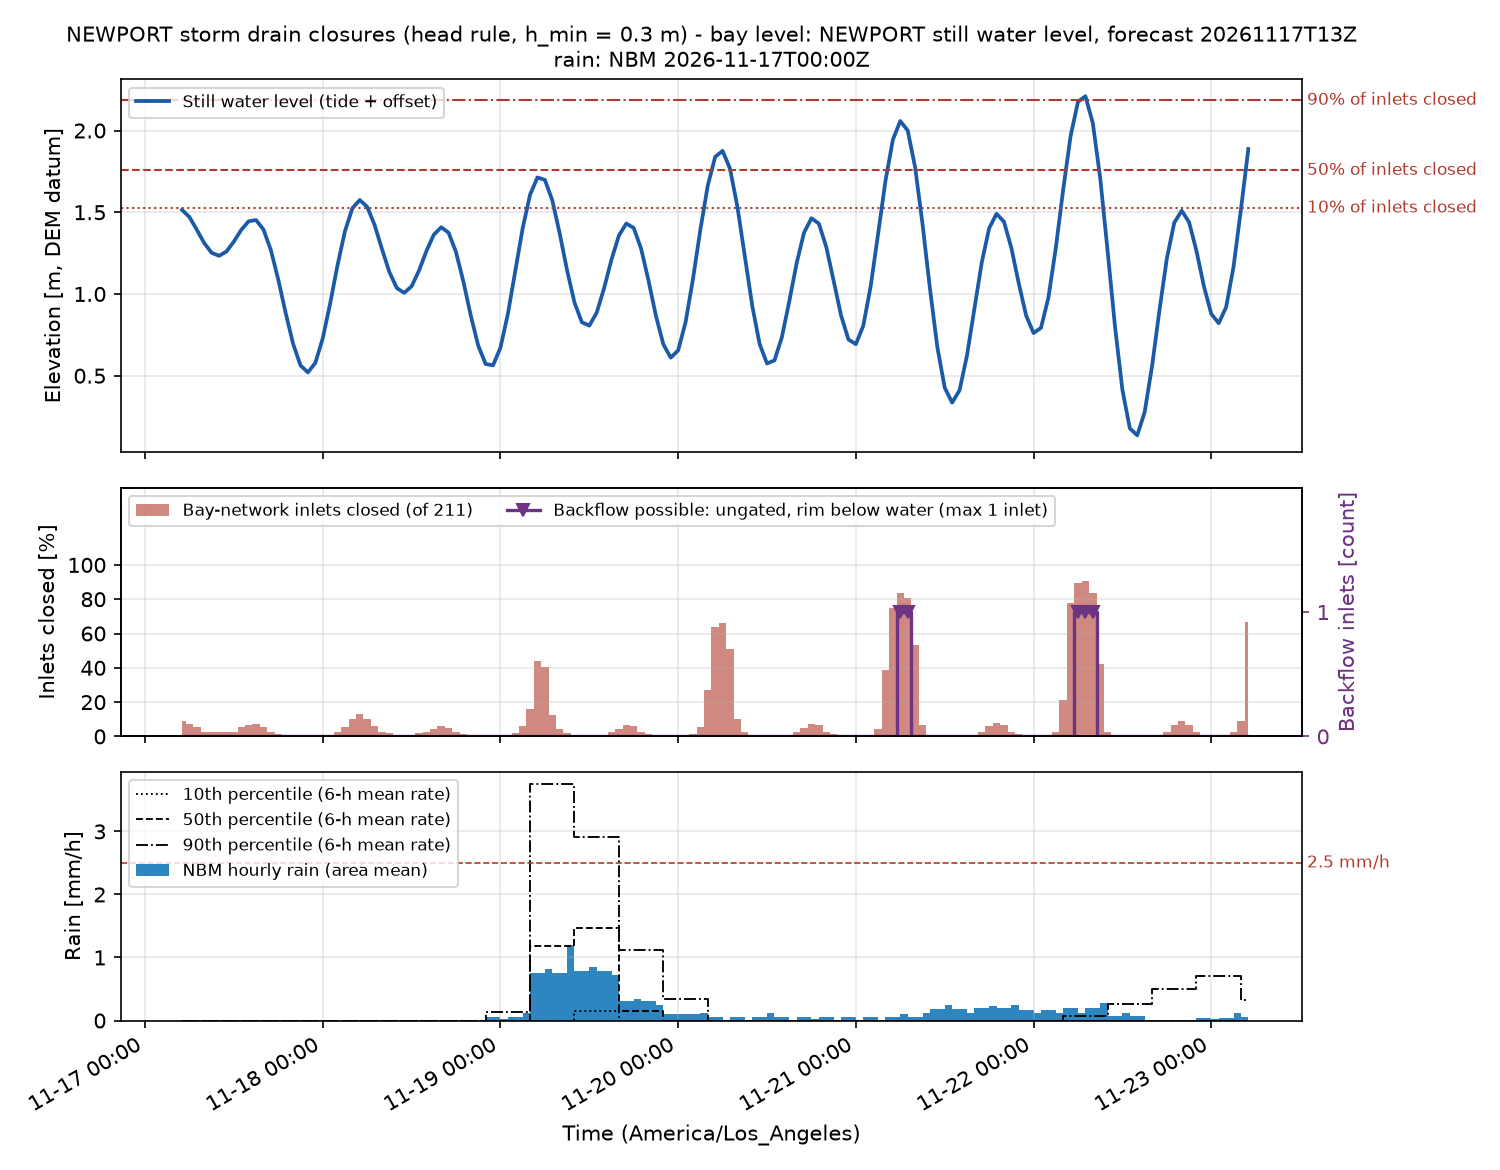 NEWPORT storm drain closures (head rule, h_min = 0.3 m) - bay level: NEWPORT still water level, forecast 20261117T13Z
rain: NBM 2026-11-17T00:00Z
Still water level (tide + offset)
90% of inlets closed
50% of inlets closed
10% of inlets closed
Elevation [m, DEM datum]
2.0
1.5
1.0
0.5
Bay-network inlets closed (of 211)
Backflow possible: ungated, rim below water (max 1 inlet)
Inlets closed [%]
100
80
60
40
20
0
Backflow inlets [count]
1
0
10th percentile (6-h mean rate)
50th percentile (6-h mean rate)
90th percentile (6-h mean rate)
NBM hourly rain (area mean)
2.5 mm/h
Rain [mm/h]
3
2
1
0
11-17 00:00
11-18 00:00
11-19 00:00
11-20 00:00
11-21 00:00
11-22 00:00
11-23 00:00
Time (America/Los_Angeles)